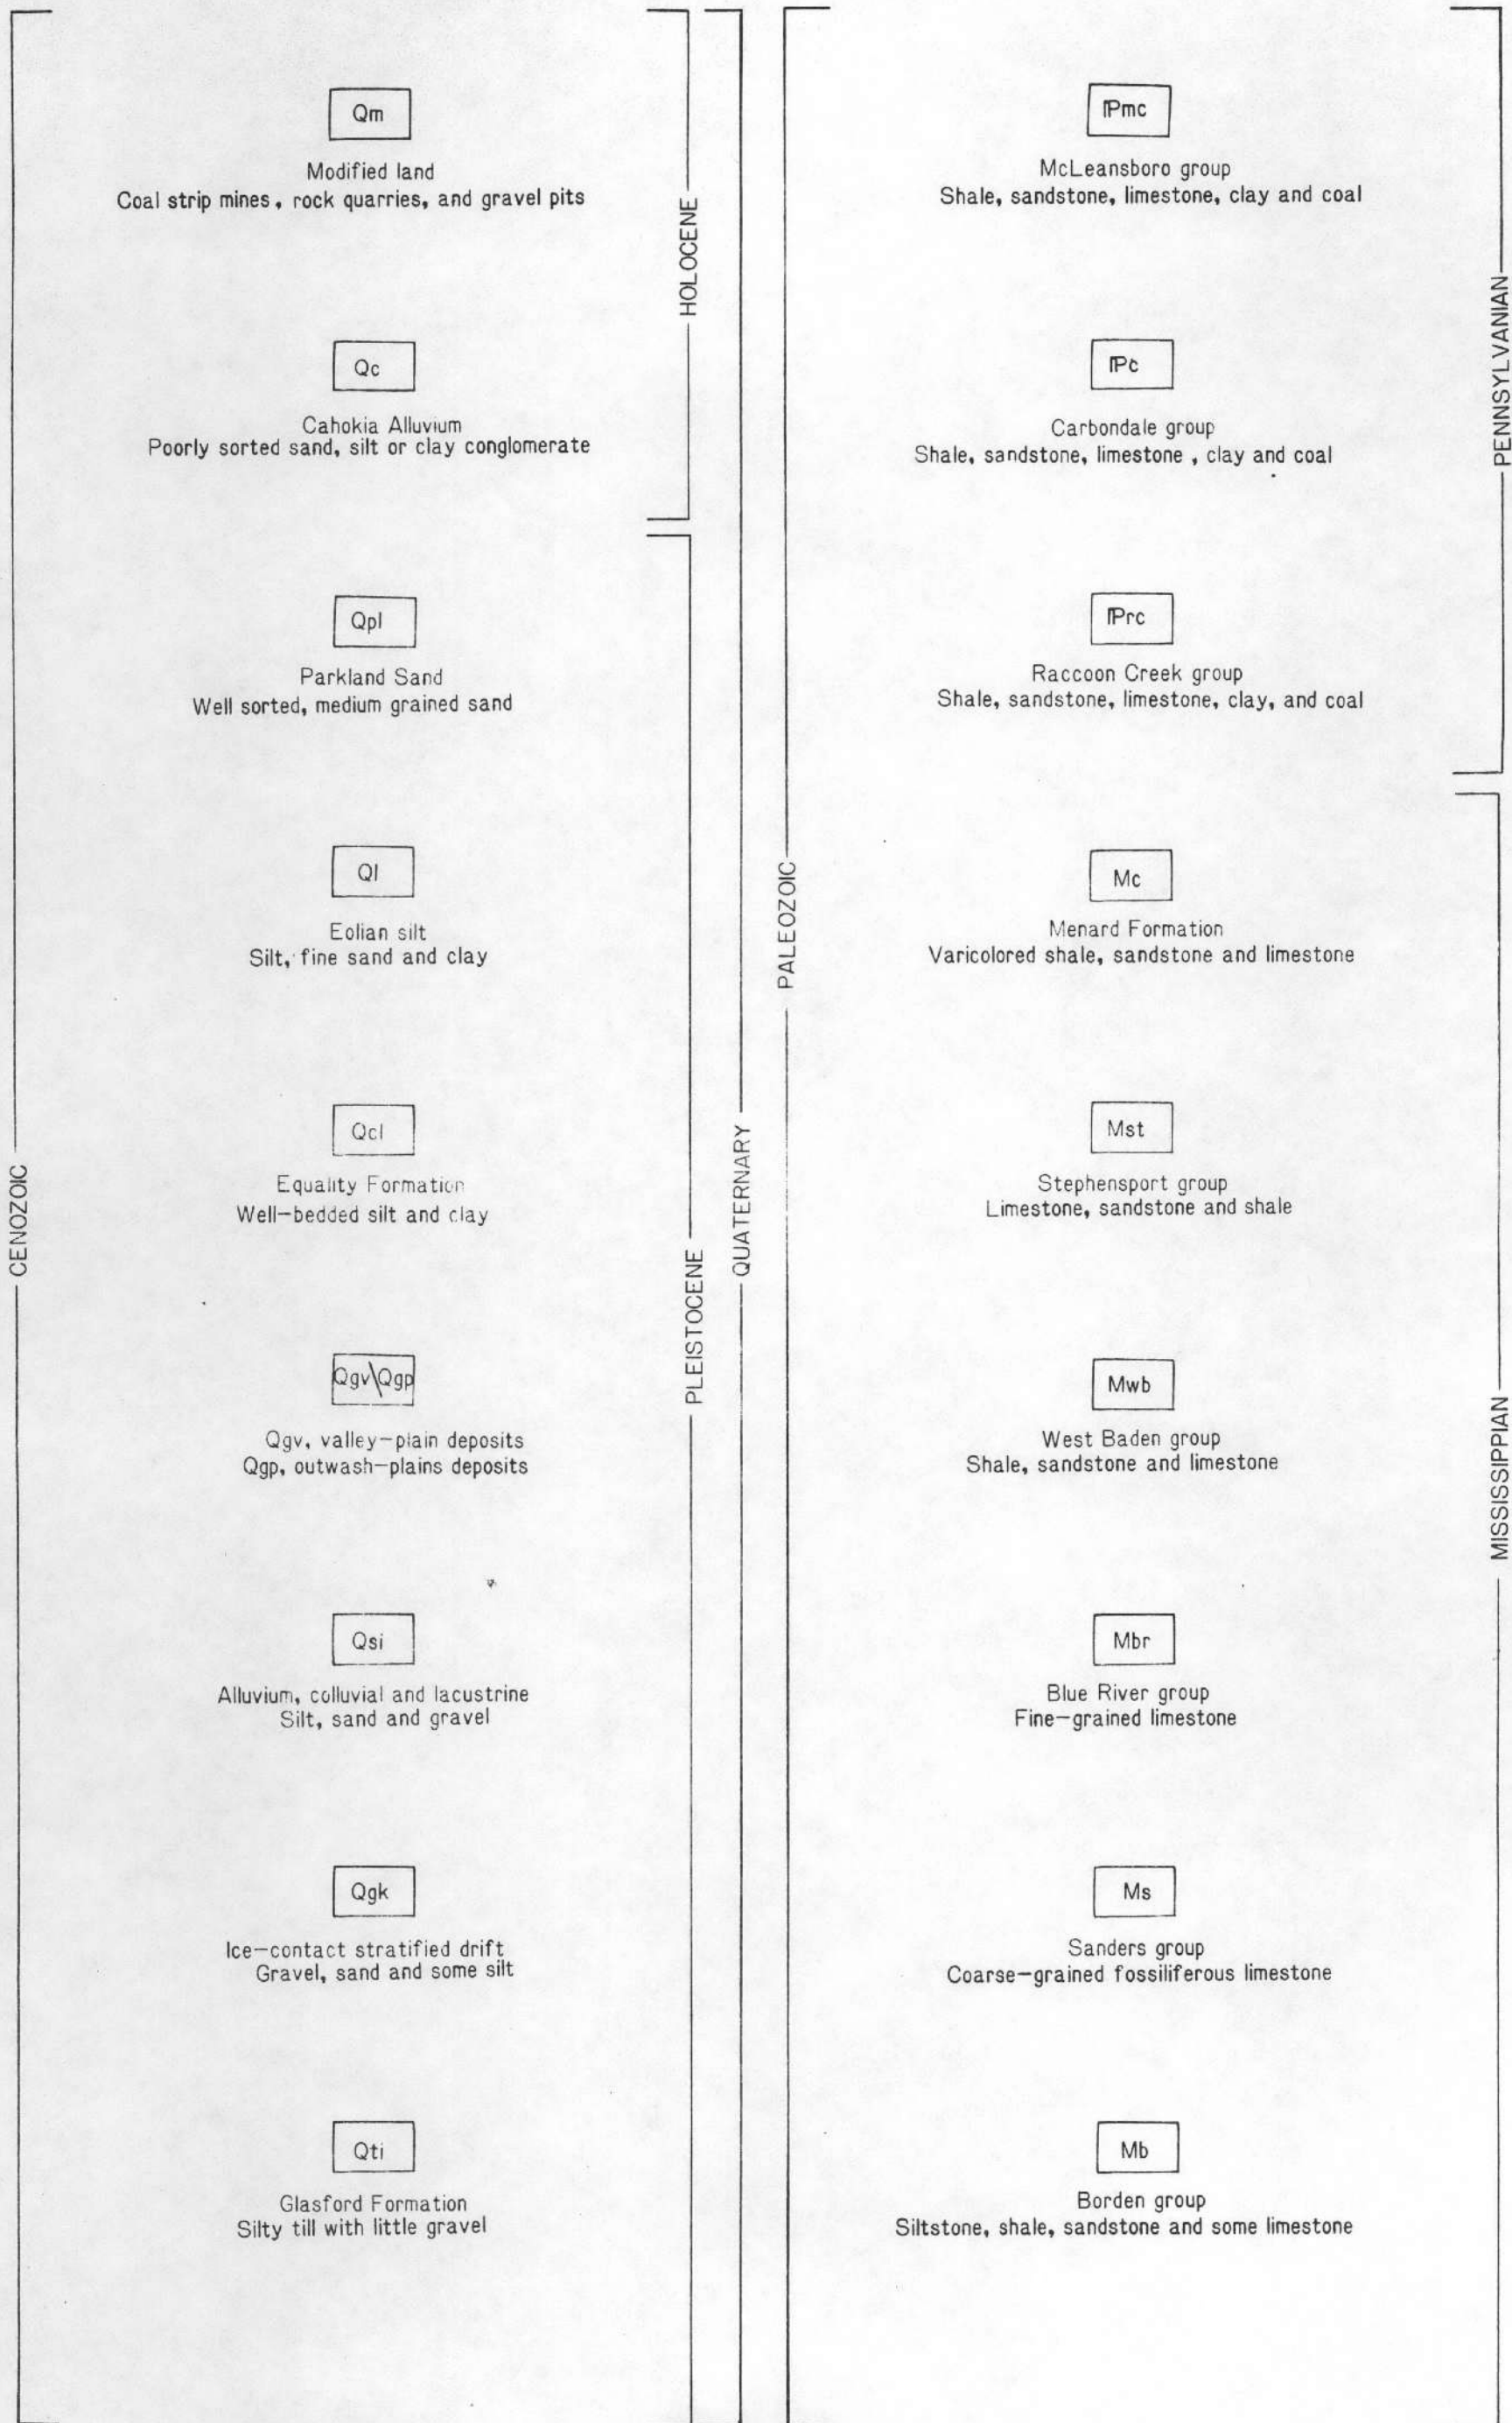 Qm
Modified land
Coal strip mines, rock quarries, and gravel pits
Qc
Cahokia Alluvium
Poorly sorted sand, silt or clay conglomerate
HOLOCENE
Qpl
Parkland Sand
Well sorted, medium grained sand
Ql
Eolian silt
Silt, fine sand and clay
Qcl
Equality Formation
Well-bedded silt and clay
Qgv\Qgp
Qgv, valley-plain deposits
Qgp, outwash-plains deposits
Qsi
Alluvium, colluvial and lacustrine
Silt, sand and gravel
Qgk
Ice-contact stratified drift
Gravel, sand and some silt
Qti
Glasford Formation
Silty till with little gravel
PLEISTOCENE
QUATERNARY
CENOZOIC
ℙmc
McLeansboro group
Shale, sandstone, limestone, clay and coal
ℙc
Carbondale group
Shale, sandstone, limestone , clay and coal
ℙrc
Raccoon Creek group
Shale, sandstone, limestone, clay, and coal
PENNSYLVANIAN
Mc
Menard Formation
Varicolored shale, sandstone and limestone
Mst
Stephensport group
Limestone, sandstone and shale
Mwb
West Baden group
Shale, sandstone and limestone
Mbr
Blue River group
Fine-grained limestone
Ms
Sanders group
Coarse-grained fossiliferous limestone
Mb
Borden group
Siltstone, shale, sandstone and some limestone
MISSISSIPPIAN
PALEOZOIC